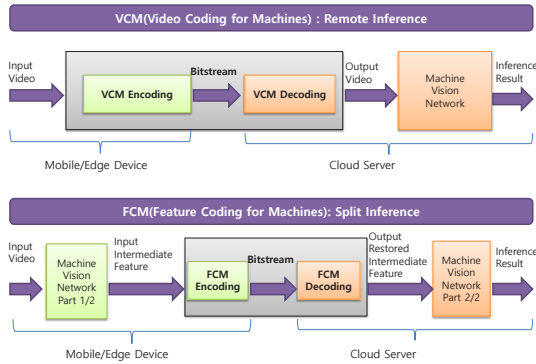 VCM(Video Coding for Machines) : Remote Inference
Input
Video
Bitstream
VCM Encoding
VCM Decoding
Output
Video
Machine
Vision
Network
Inference
Result
Mobile/Edge Device
Cloud Server
FCM(Feature Coding for Machines): Split Inference
Input
Video
Machine
Vision
Network
Part 1/2
Input
Intermediate
Feature
FCM
Encoding
Bitstream
FCM
Decoding
Output
Restored
Intermediate
Feature
Machine
Vision
Network
Part 2/2
Inference
Result
Mobile/Edge Device
Cloud Server